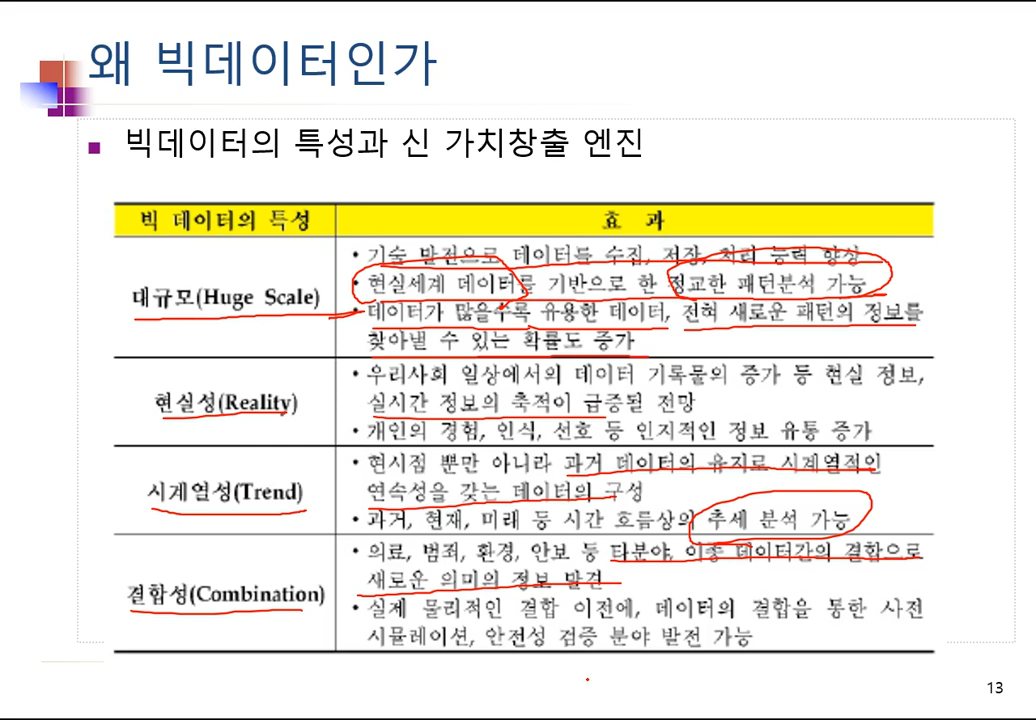 왜 빅데이터인가
빅데이터의 특성과 신 가치창출 엔진
빅 데이터의 특성
효 과
대규모(Huge Scale)
• 기술 발전으로 데이터를 수집, 저장, 처리 능력 향상
• 현실세계 데이터를 기반으로 한 정교한 패턴분석 가능
• 데이터가 많을수록 유용한 데이터, 전혀 새로운 패턴의 정보를
찾아낼 수 있는 확률도 증가
현실성(Reality)
• 우리사회 일상에서의 데이터 기록물의 증가 등 현실 정보,
실시간 정보의 축적이 급증될 전망
• 개인의 경험, 인식, 선호 등 인지적인 정보 유통 증가
시계열성(Trend)
• 현시점 뿐만 아니라 과거 데이터의 유지로 시계열적인
연속성을 갖는 데이터의 구성
• 과거, 현재, 미래 등 시간 흐름상의 추세 분석 가능
결합성(Combination)
• 의료, 범죄, 환경, 안보 등 타분야, 이종 데이터간의 결합으로
새로운 의미의 정보 발견
• 실제 물리적인 결합 이전에, 데이터의 결합을 통한 사전
시뮬레이션, 안전성 검증 분야 발전 가능
13